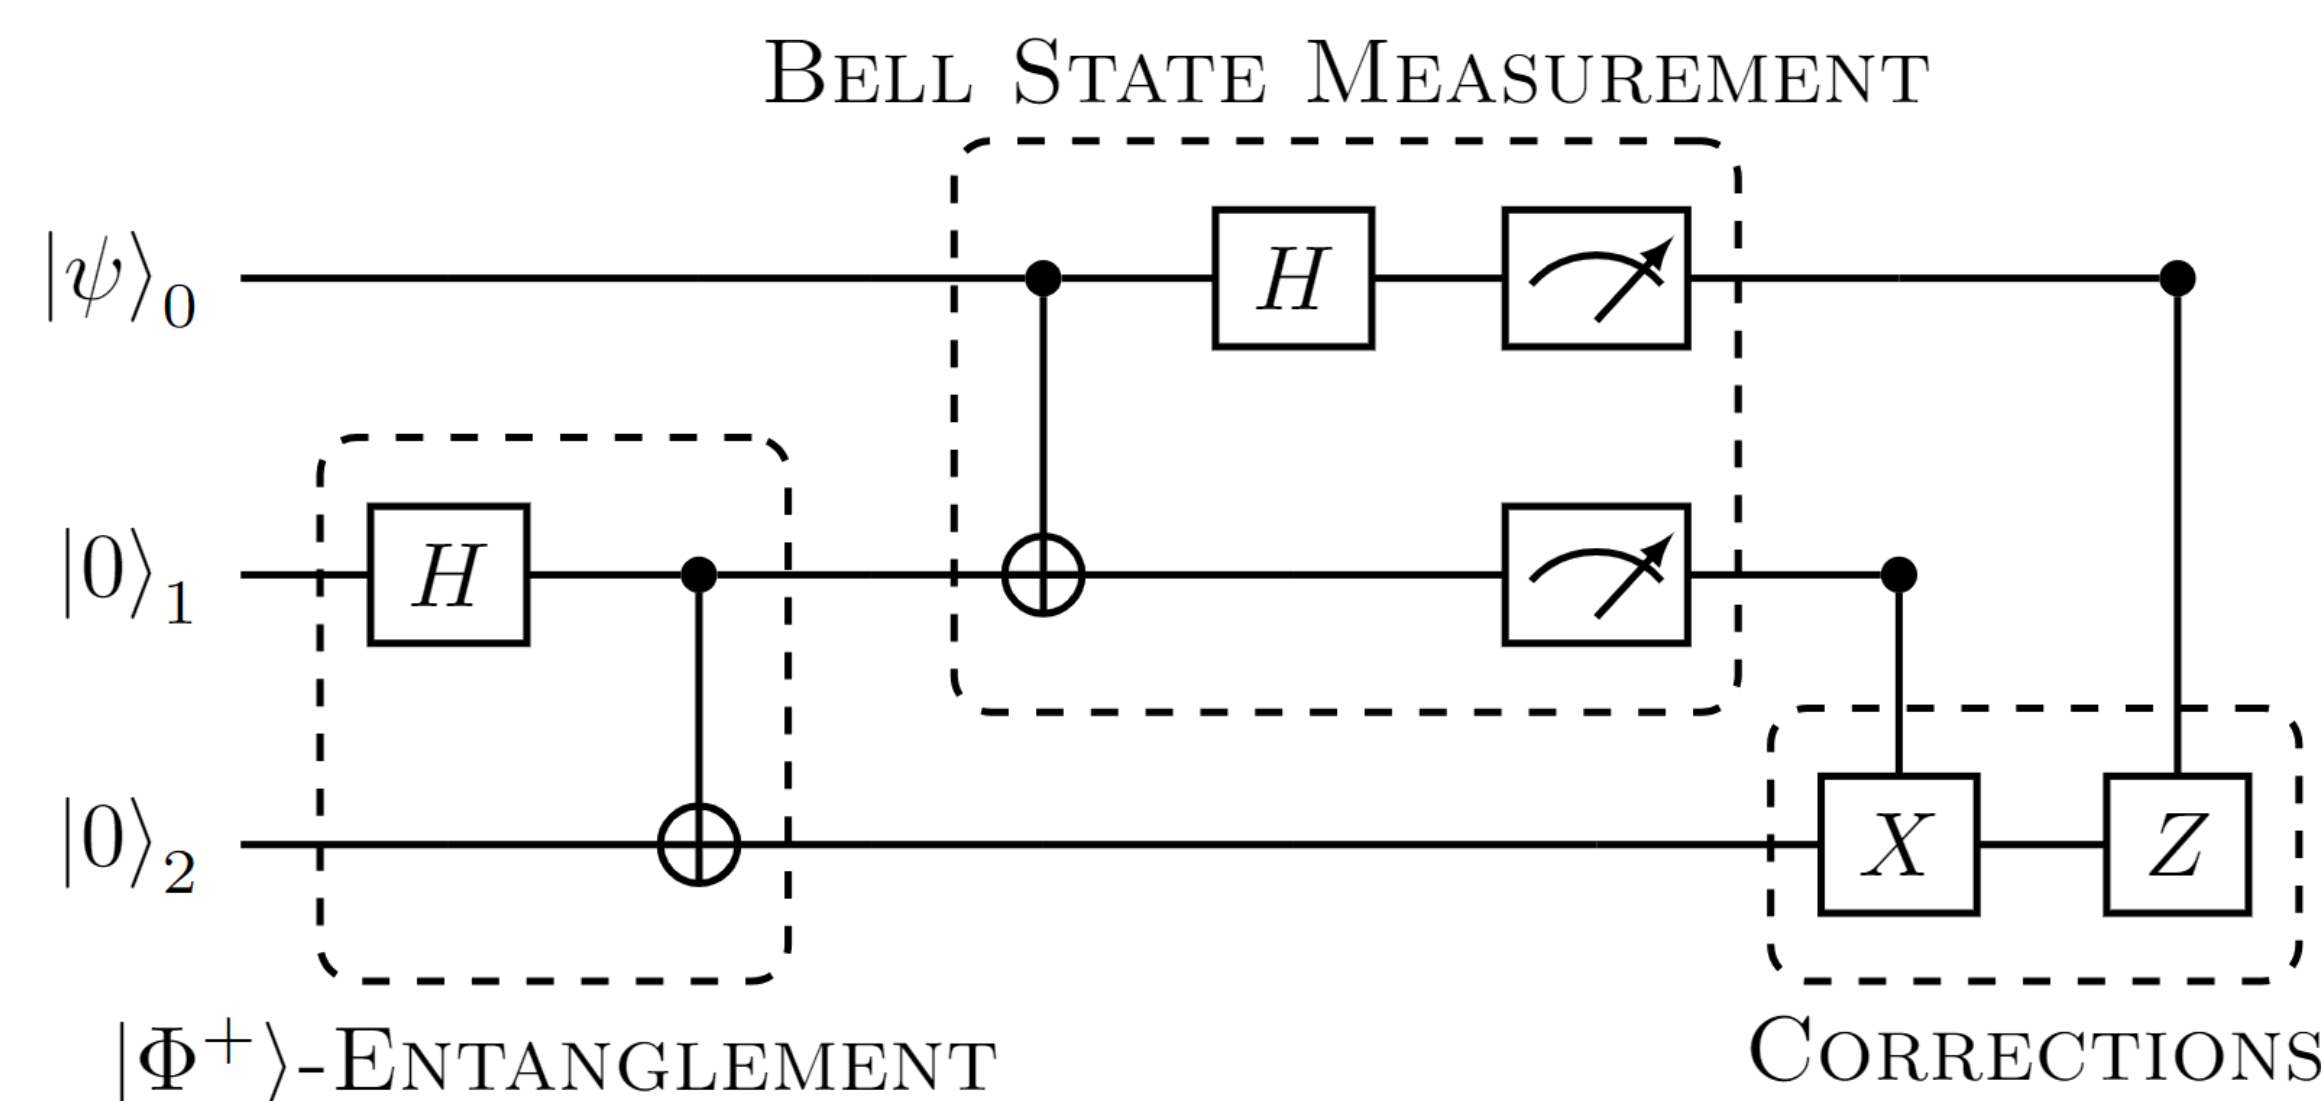 BELL STATE MEASUREMENT
|ψ⟩₀
H
|0⟩₁
H
|0⟩₂
X
Z
|Φ⁺⟩-ENTANGLEMENT
CORRECTIONS